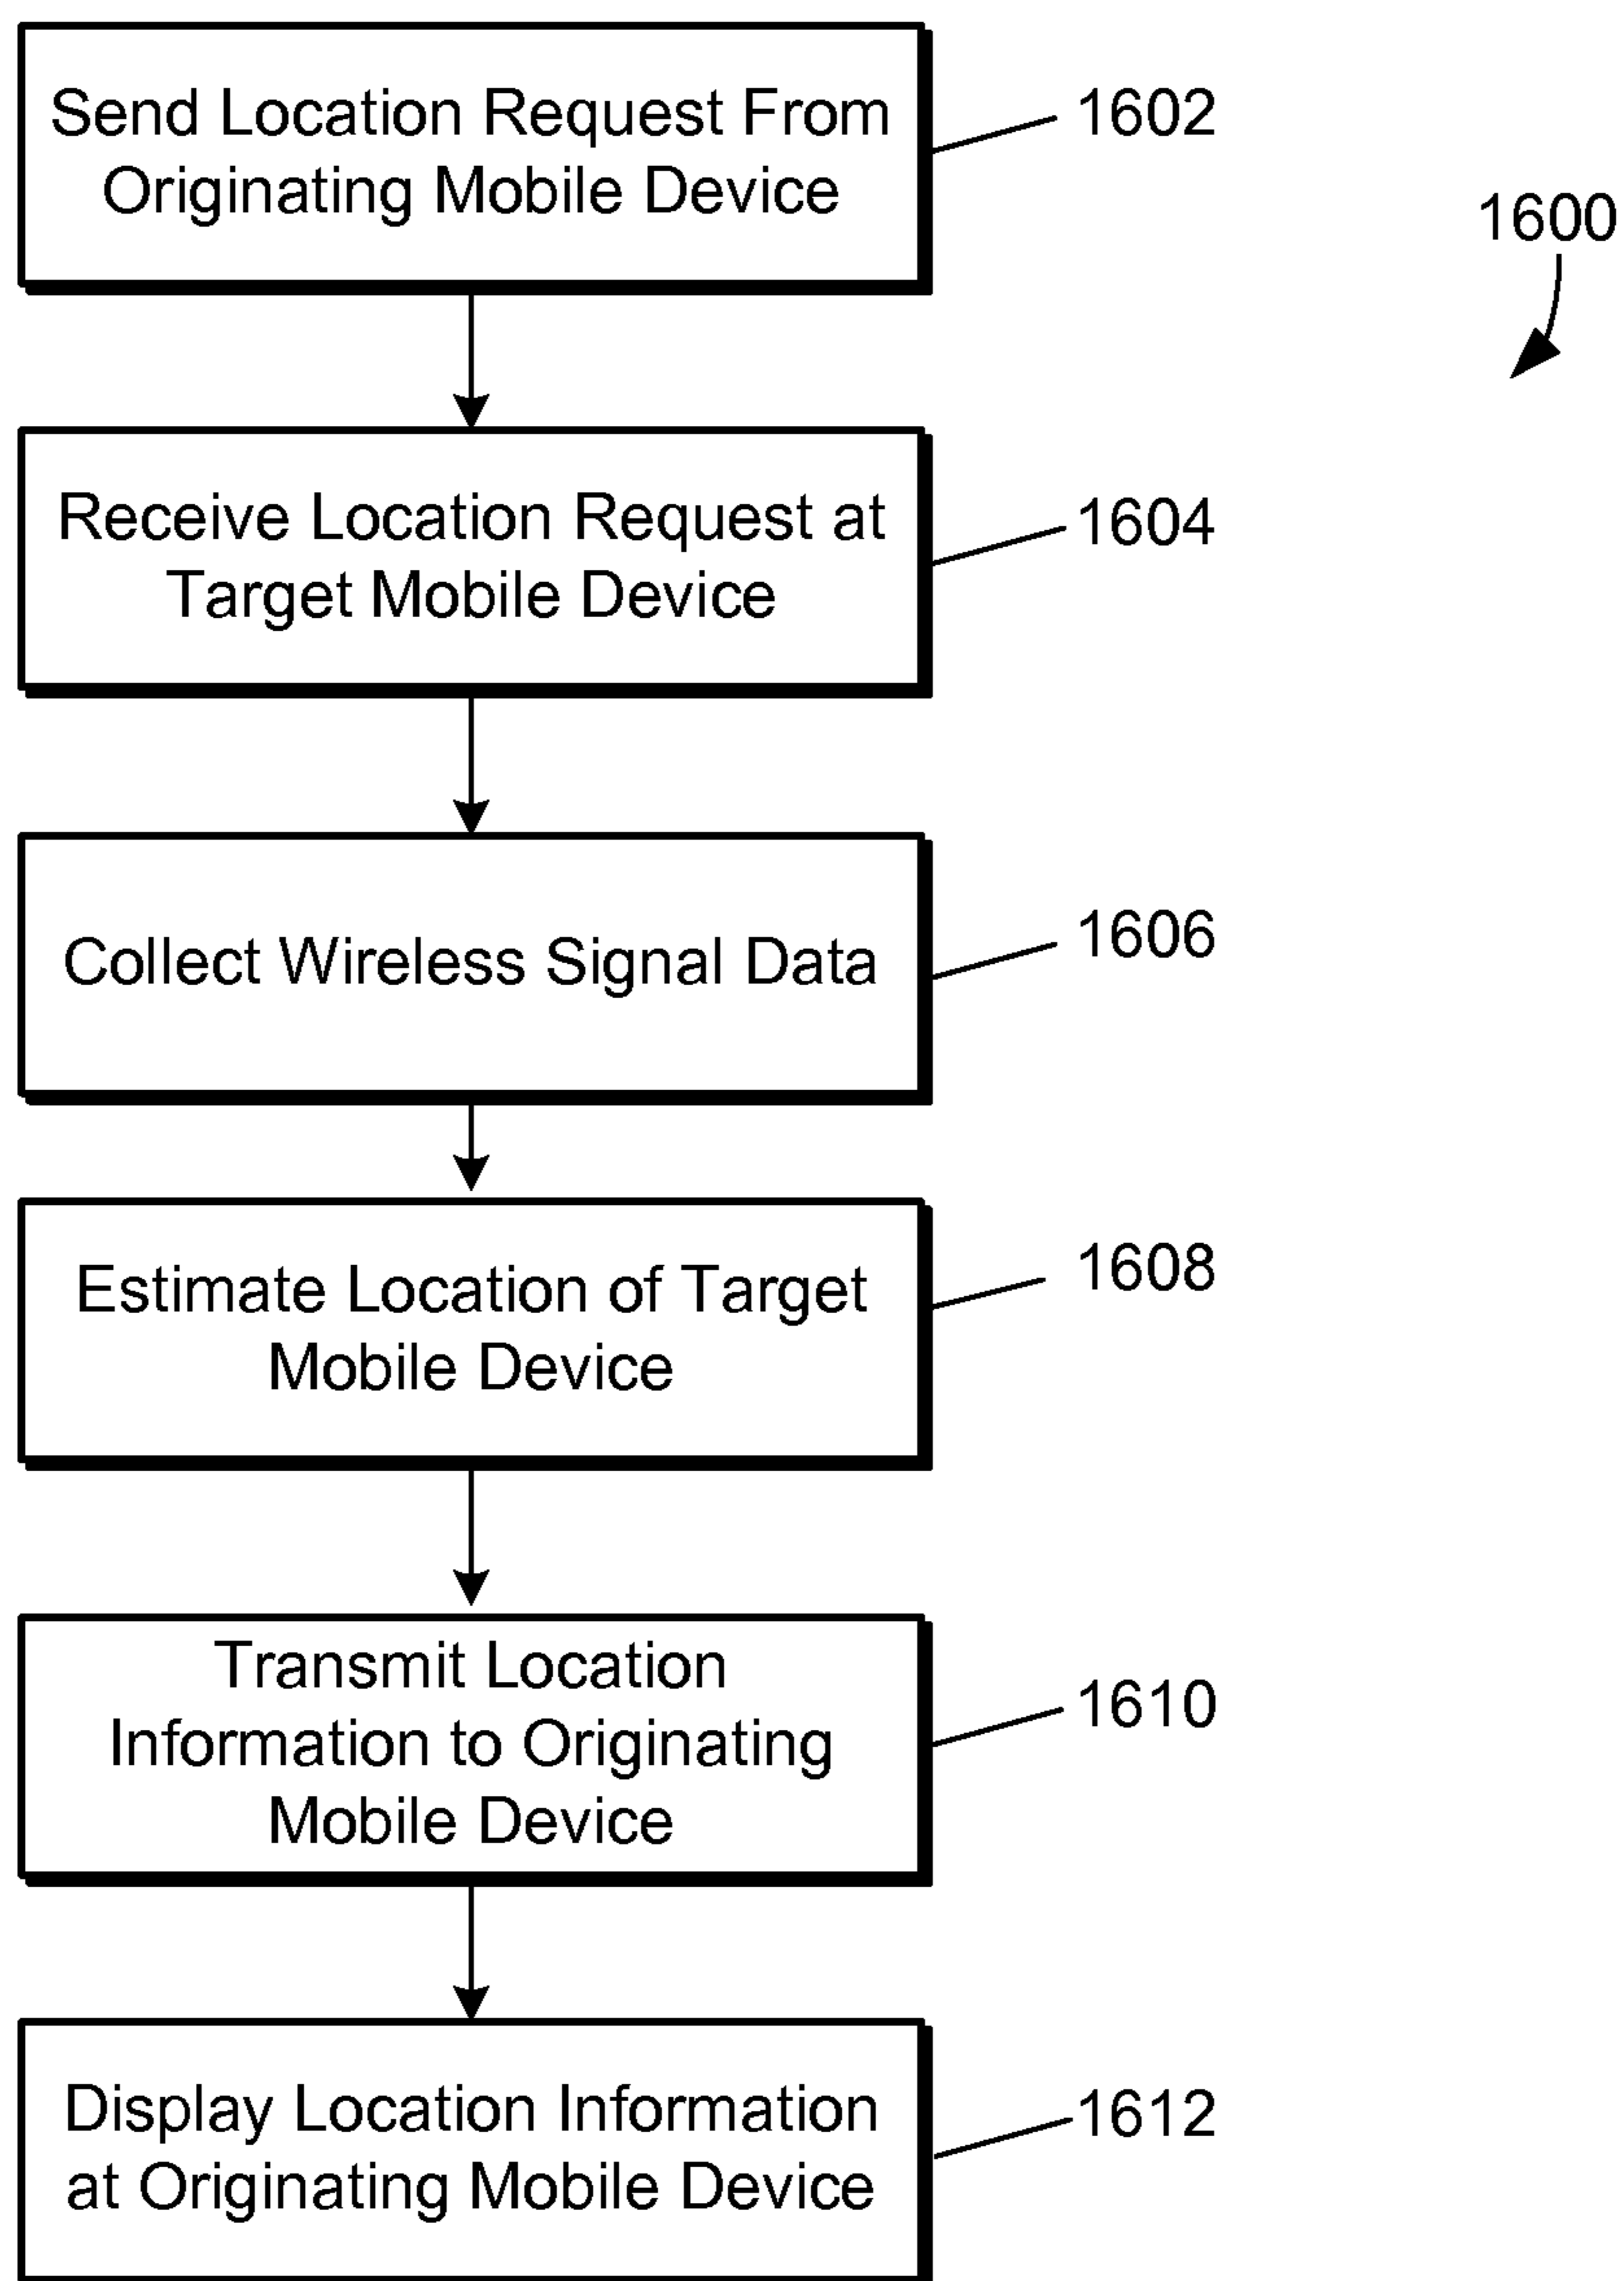 Send Location Request From
Originating Mobile Device
1602
1600
Receive Location Request at
Target Mobile Device
1604
Collect Wireless Signal Data
1606
Estimate Location of Target
Mobile Device
1608
Transmit Location
Information to Originating
Mobile Device
1610
Display Location Information
at Originating Mobile Device
1612